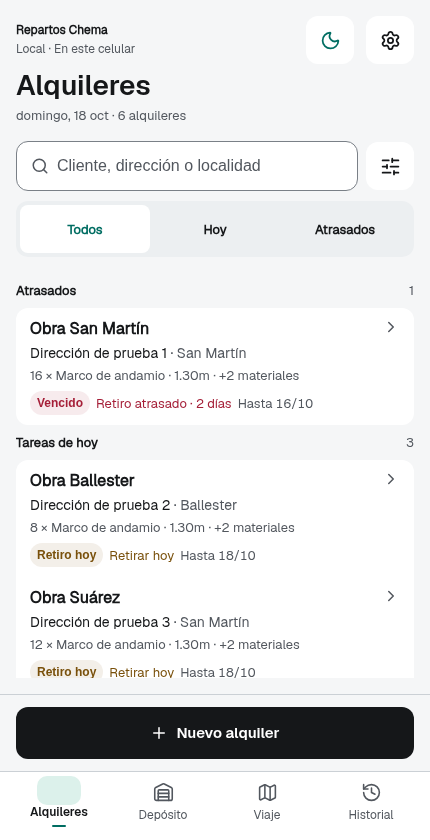 Repartos Chema
Local · En este celular
Alquileres
domingo, 18 oct · 6 alquileres
Cliente, dirección o localidad
Todos Hoy Atrasados
Atrasados 1
Obra San Martín
Dirección de prueba 1 · San Martín
16 × Marco de andamio · 1.30m · +2 materiales
Vencido Retiro atrasado · 2 días Hasta 16/10
Tareas de hoy 3
Obra Ballester
Dirección de prueba 2 · Ballester
8 × Marco de andamio · 1.30m · +2 materiales
Retiro hoy Retirar hoy Hasta 18/10
Obra Suárez
Dirección de prueba 3 · San Martín
12 × Marco de andamio · 1.30m · +2 materiales
Retiro hoy Retirar hoy Hasta 18/10
Nuevo alquiler
Alquileres Depósito Viaje Historial